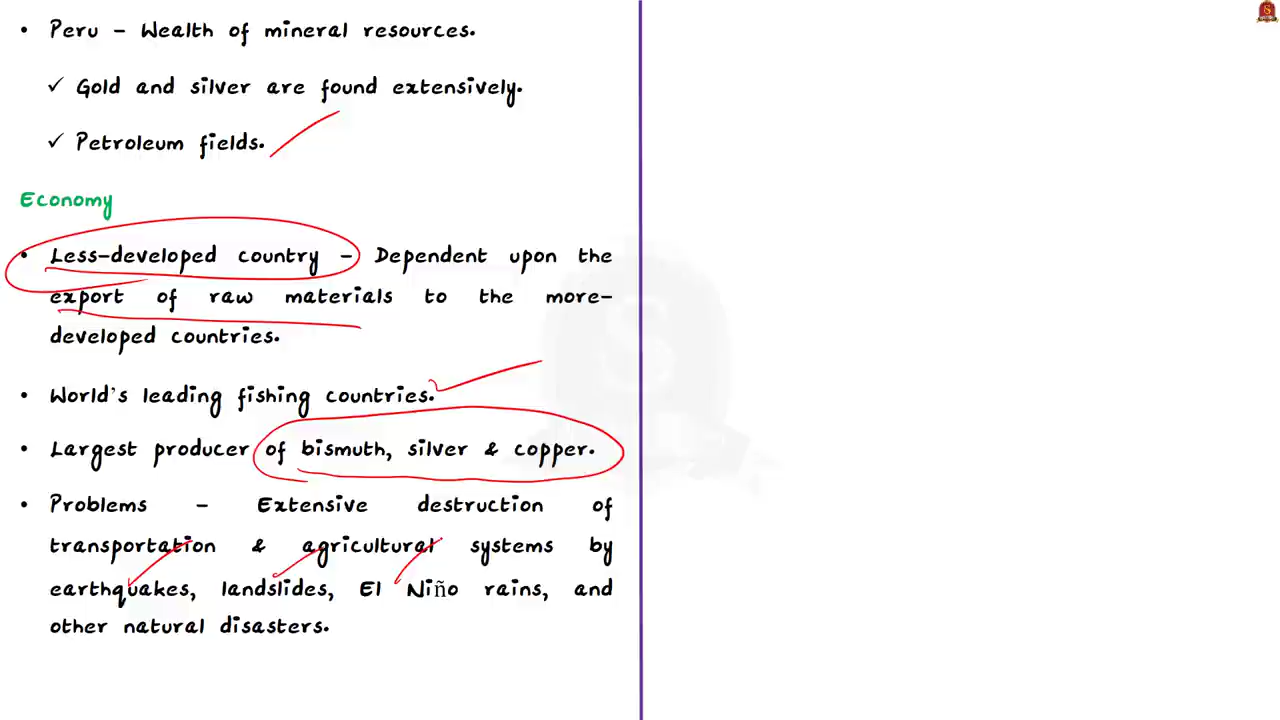 • Peru – Wealth of mineral resources.
✓ Gold and silver are found extensively.
✓ Petroleum fields.
Economy
• Less-developed country – Dependent upon the
export of raw materials to the more-
developed countries.
• World's leading fishing countries.
• Largest producer of bismuth, silver & copper.
• Problems – Extensive destruction of
transportation & agricultural systems by
earthquakes, landslides, El Niño rains, and
other natural disasters.